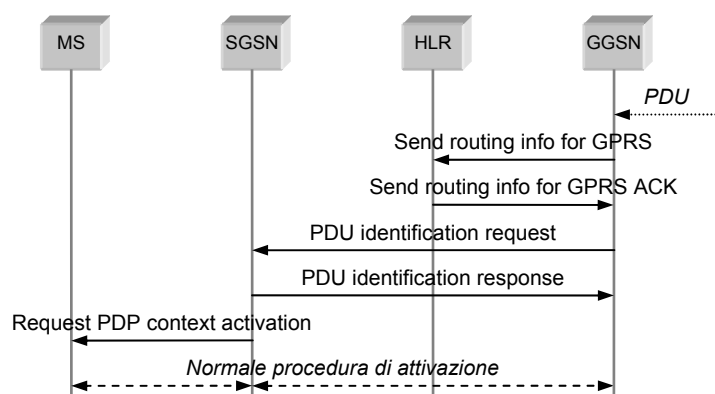 MS
SGSN
HLR
GGSN
PDU
Send routing info for GPRS
Send routing info for GPRS ACK
PDU identification request
PDU identification response
Request PDP context activation
Normale procedura di attivazione